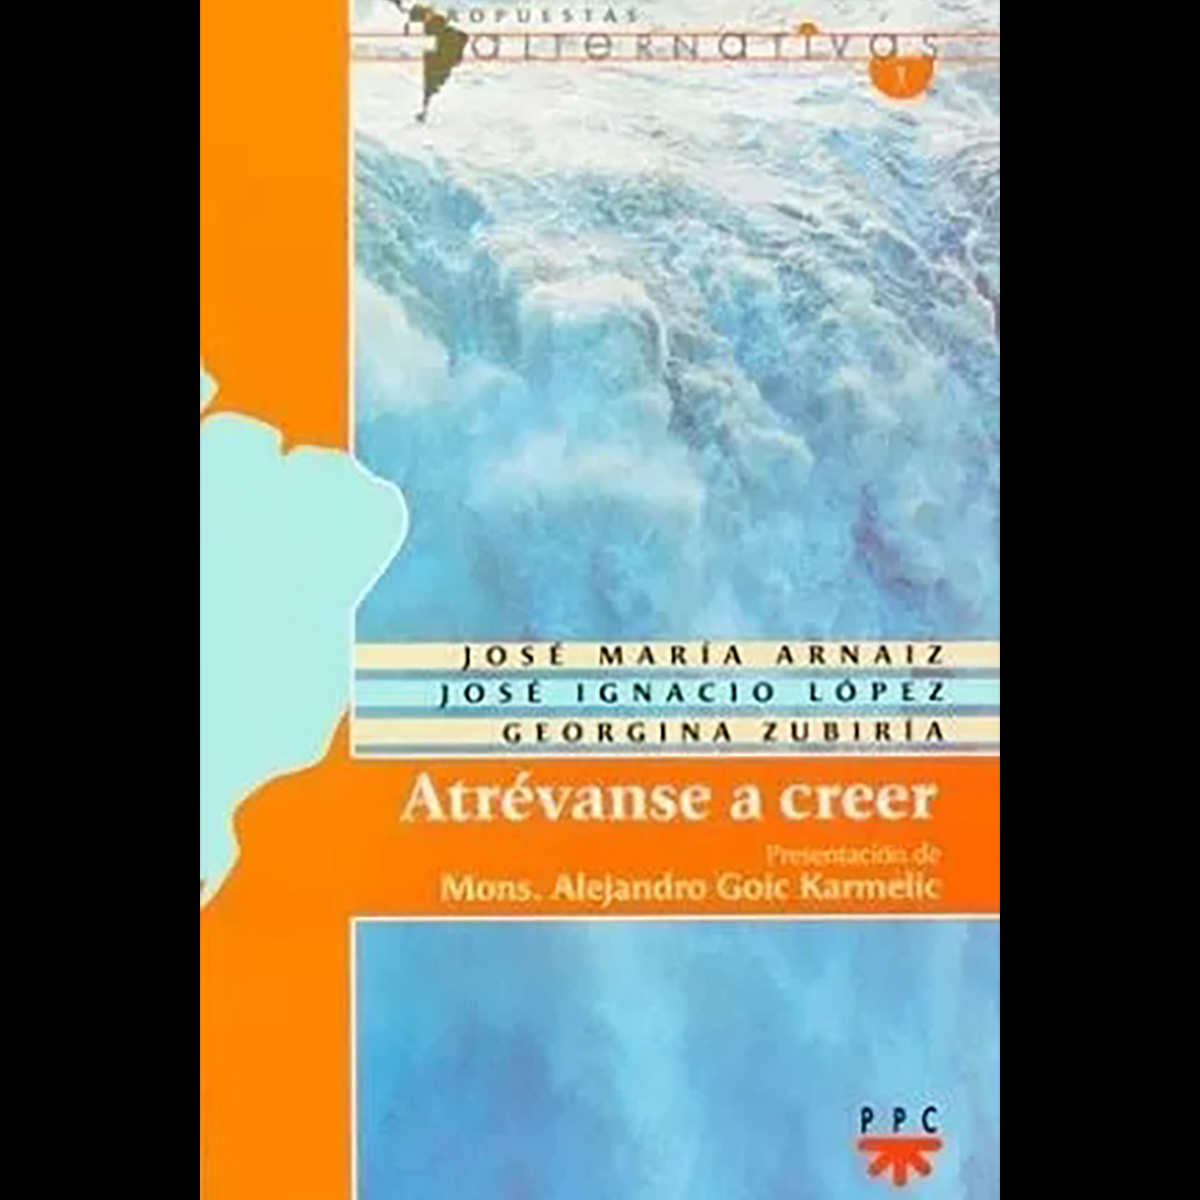 PROPUESTAS
alternativas
1
JOSÉ MARÍA ARNAIZ
JOSÉ IGNACIO LÓPEZ
GEORGINA ZUBIRÍA
Atrévanse a creer
Presentación de
Mons. Alejandro Goic Karmelic
PPC